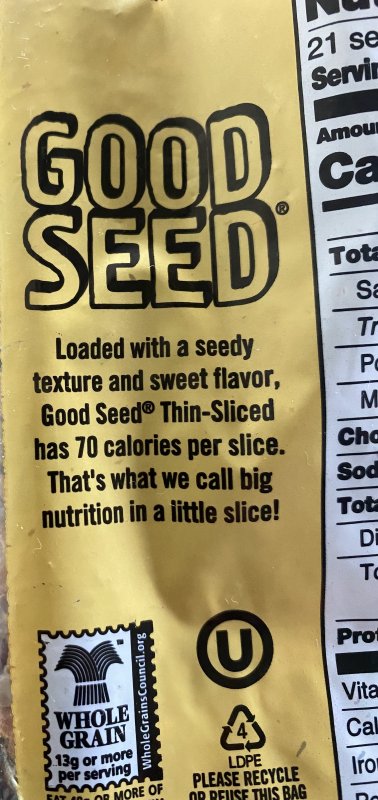 GOOD
SEED®
Loaded with a seedy
texture and sweet flavor,
Good Seed® Thin-Sliced
has 70 calories per slice.
That's what we call big
nutrition in a iittle slice!
WHOLE
GRAIN
13g or more
per serving
WholeGrainsCouncil.org
OR MORE OF
U
4
LDPE
PLEASE RECYCLE
OR REUSE THIS BAG
21 se
Servin
Amoun
Ca
Tota
Sa
Tr
Po
M
Cho
Sod
Tota
Di
To
Prot
Vita
Cal
Iro